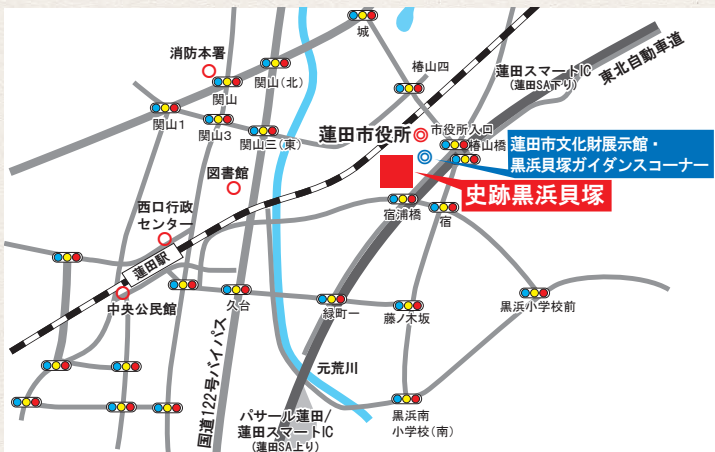 城
消防本署
関山(北)
関山
関山1
関山3
関山三(東)
椿山四
蓮田スマートIC
(蓮田SA下り)
東北自動車道
蓮田市役所
市役所入口
椿山橋
蓮田市文化財展示館・
黒浜貝塚ガイダンスコーナー
史跡黒浜貝塚
図書館
西口行政
センター
宿浦橋
宿
蓮田駅
中央公民館
久台
緑町一
藤ノ木坂
黒浜小学校前
国道122号バイパス
元荒川
パサール蓮田/
蓮田スマートIC
(蓮田SA上り)
黒浜南
小学校(南)